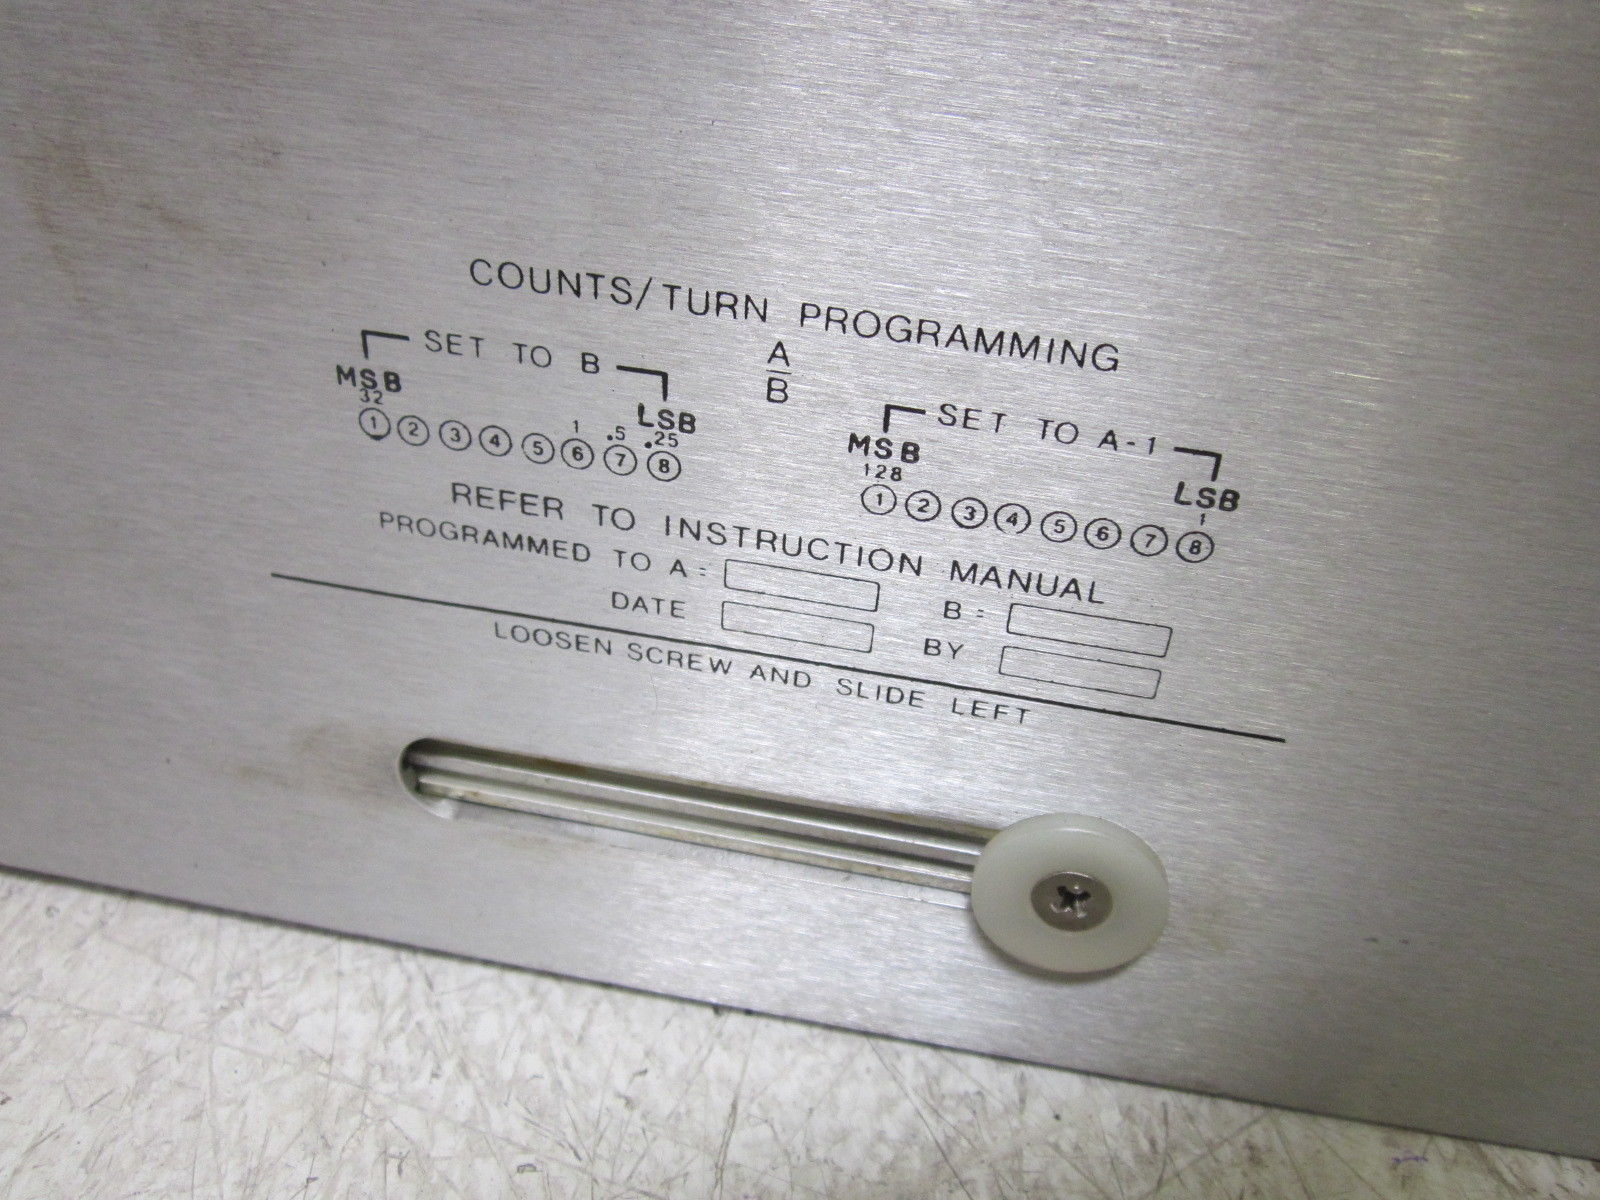 COUNTS/TURN PROGRAMMING
SET TO B
MSB
32
1
.5
LSB
.25
1 2 3 4 5 6 7 8
A
B
SET TO A-1
MSB
128
LSB
1
1 2 3 4 5 6 7 8
REFER TO INSTRUCTION MANUAL
PROGRAMMED TO A= B=
DATE BY
LOOSEN SCREW AND SLIDE LEFT